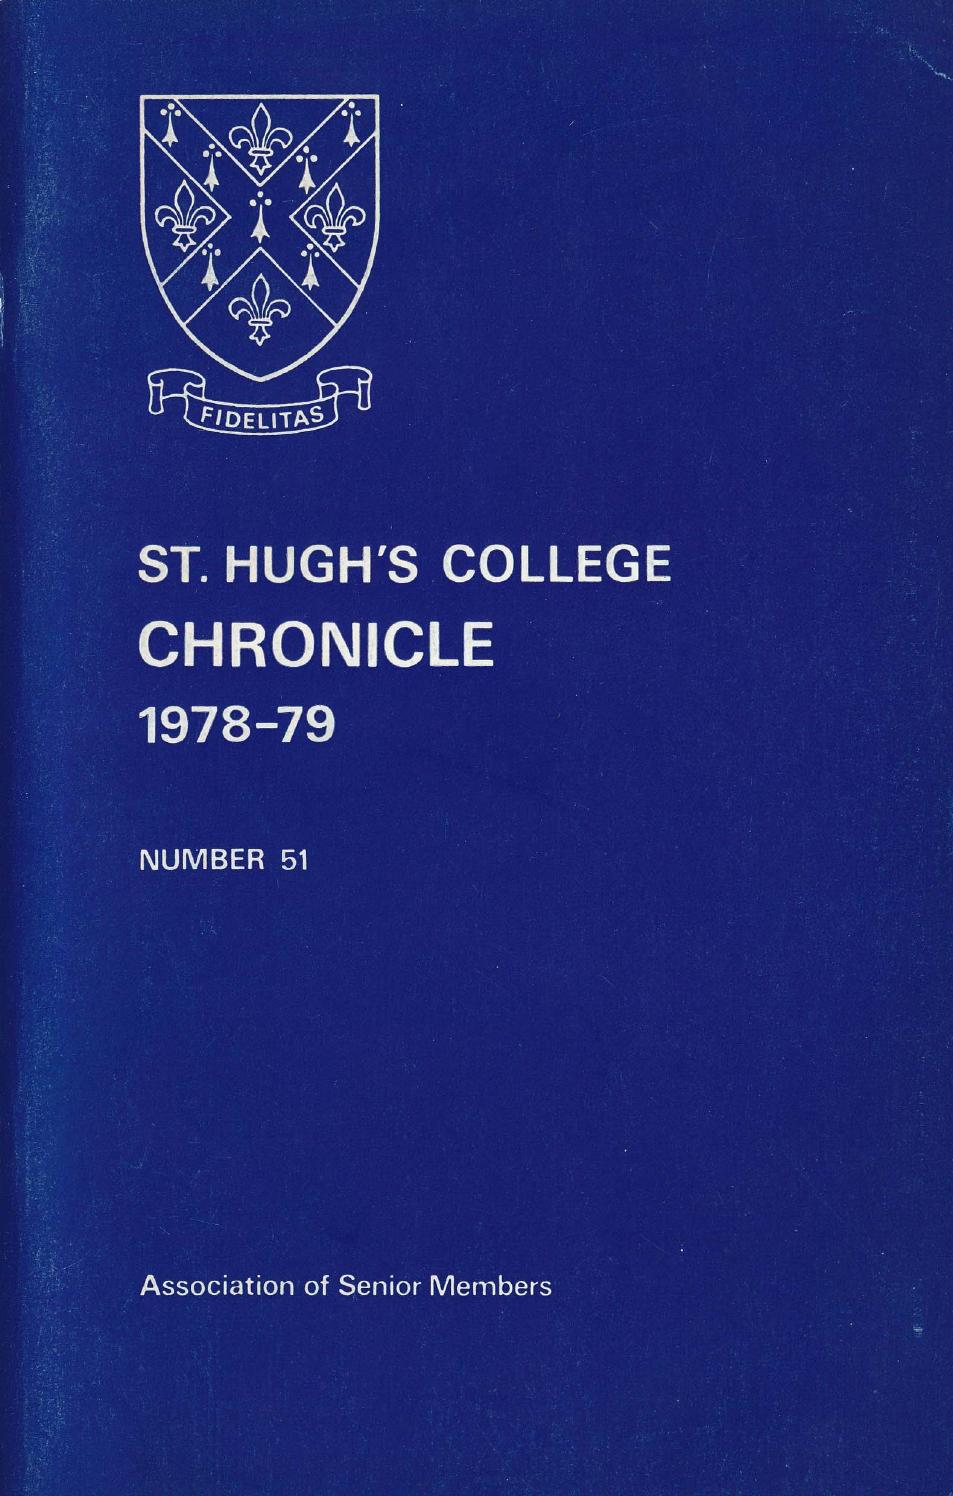 FIDELITAS
ST. HUGH'S COLLEGE
CHRONICLE
1978-79
NUMBER 51
Association of Senior Members